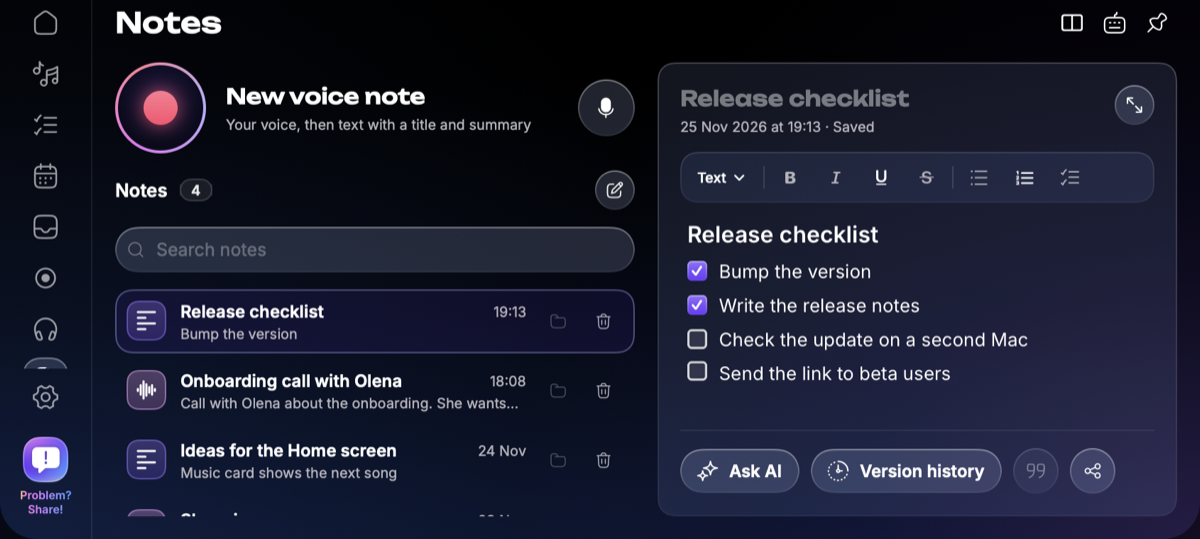 Notes
New voice note
Your voice, then text with a title and summary
Notes 4
Search notes
Release checklist 19:13
Bump the version
Onboarding call with Olena 18:08
Call with Olena about the onboarding. She wants...
Ideas for the Home screen 24 Nov
Music card shows the next song
Problem?
Share!
Release checklist
25 Nov 2026 at 19:13 · Saved
Text B I U S
Release checklist
Bump the version
Write the release notes
Check the update on a second Mac
Send the link to beta users
Ask AI Version history